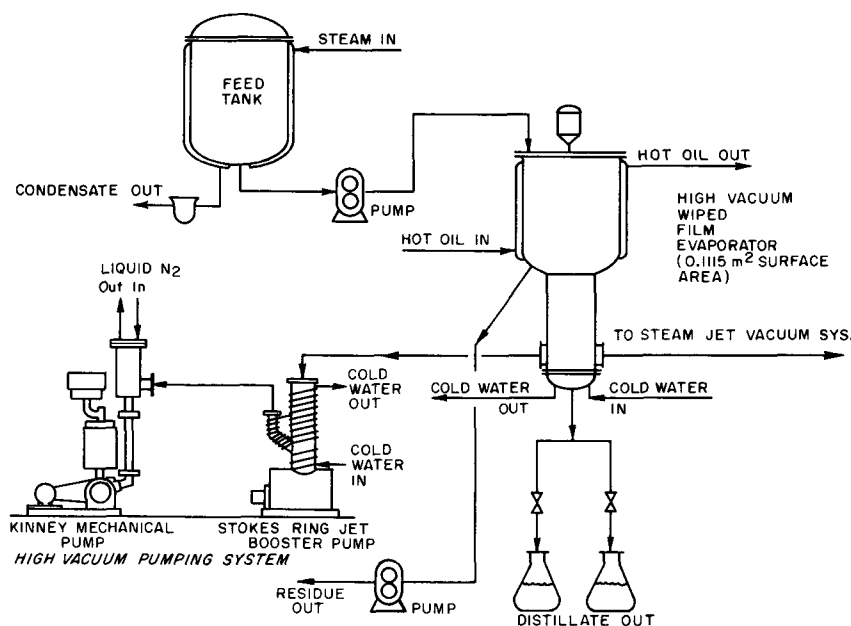 STEAM IN
FEED
TANK
HOT OIL OUT
CONDENSATE OUT
PUMP
HIGH VACUUM
WIPED
FILM
EVAPORATOR
(0.1115 m² SURFACE
AREA)
HOT OIL IN
LIQUID N2
Out In
TO STEAM JET VACUUM SYS.
COLD
WATER
OUT
COLD WATER
OUT
COLD WATER
IN
COLD
WATER
IN
KINNEY MECHANICAL
PUMP
STOKES RING JET
BOOSTER PUMP
HIGH VACUUM PUMPING SYSTEM
RESIDUE
OUT
PUMP
DISTILLATE OUT